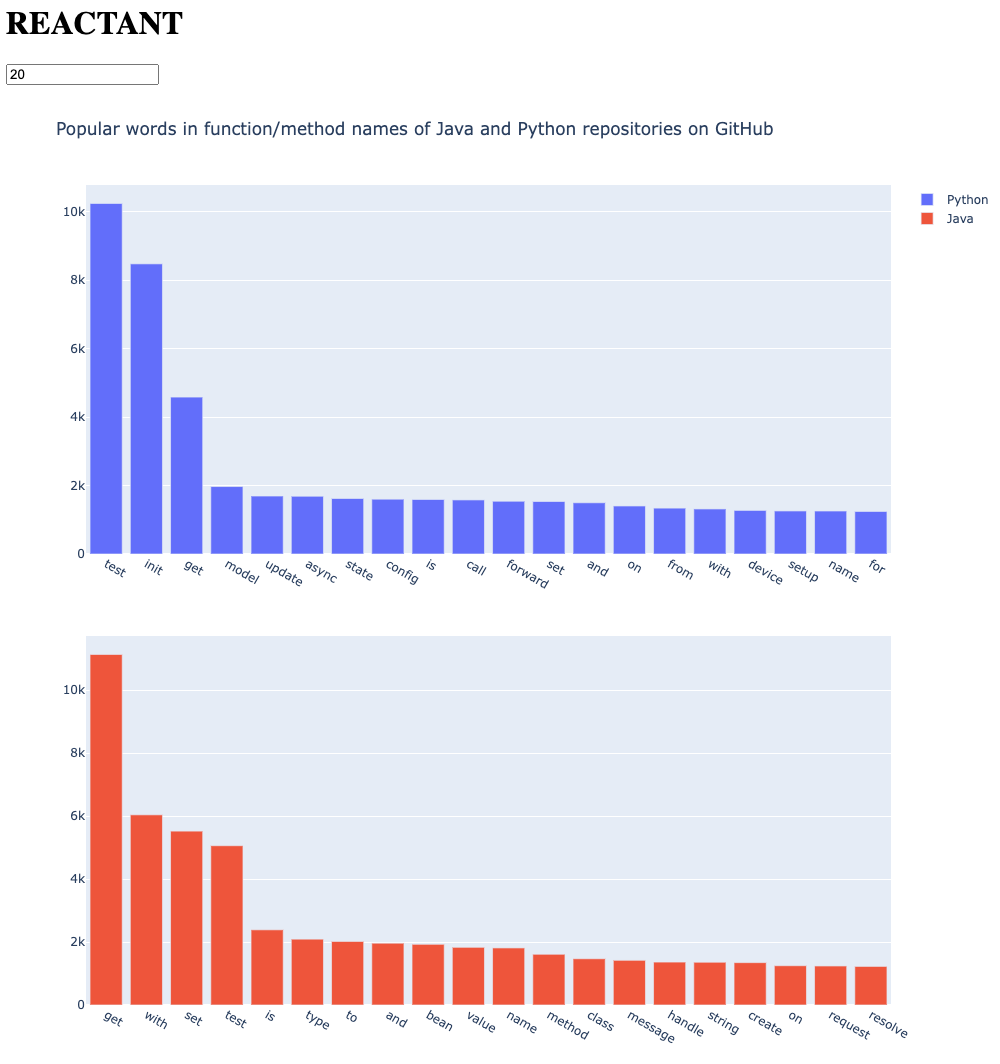 REACTANT
20
Popular words in function/method names of Java and Python repositories on GitHub
Python
Java
10k
8k
6k
4k
2k
0
test init get model update async state config is call forward set and on from with device setup name for
10k
8k
6k
4k
2k
0
get with set test is type to and bean value name method class message handle string create on request resolve